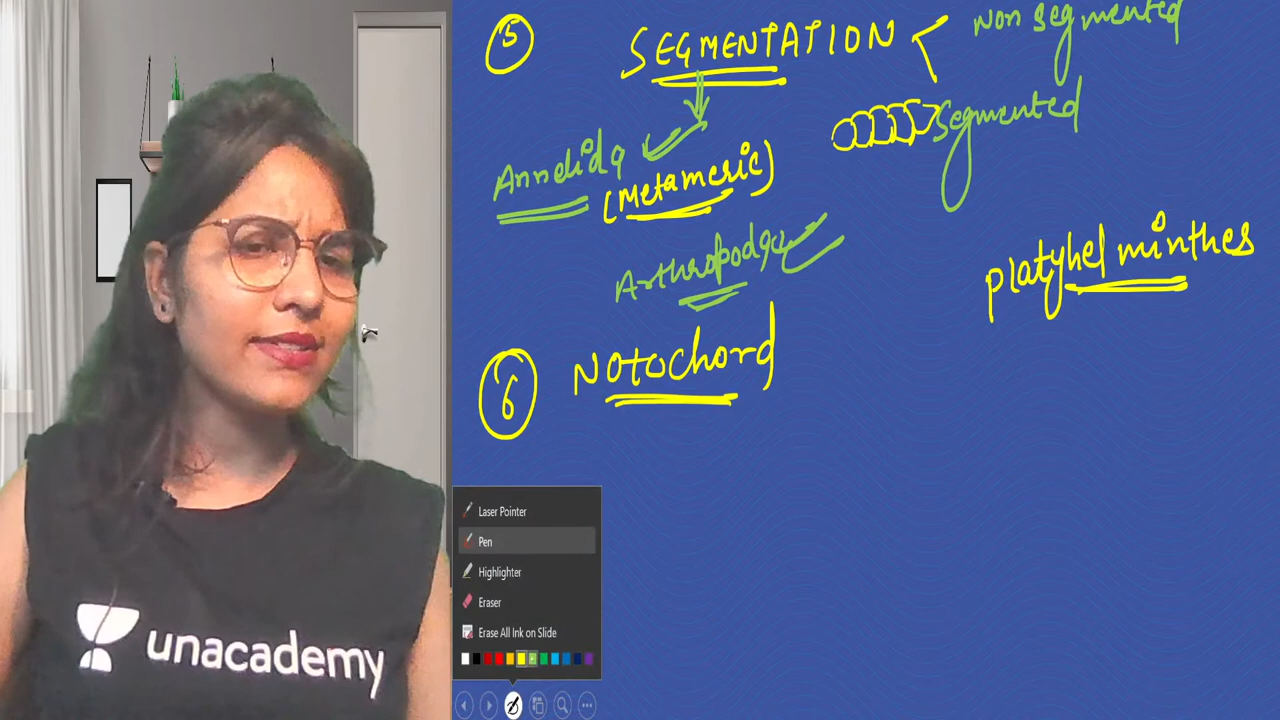 5
SEGMENTATION
Non segmented
Segmented
Annelida
(Metameric)
Arthropoda
Platyhelminthes
6
Notochord
Laser Pointer
Pen
Highlighter
Eraser
Erase All Ink on Slide
unacademy